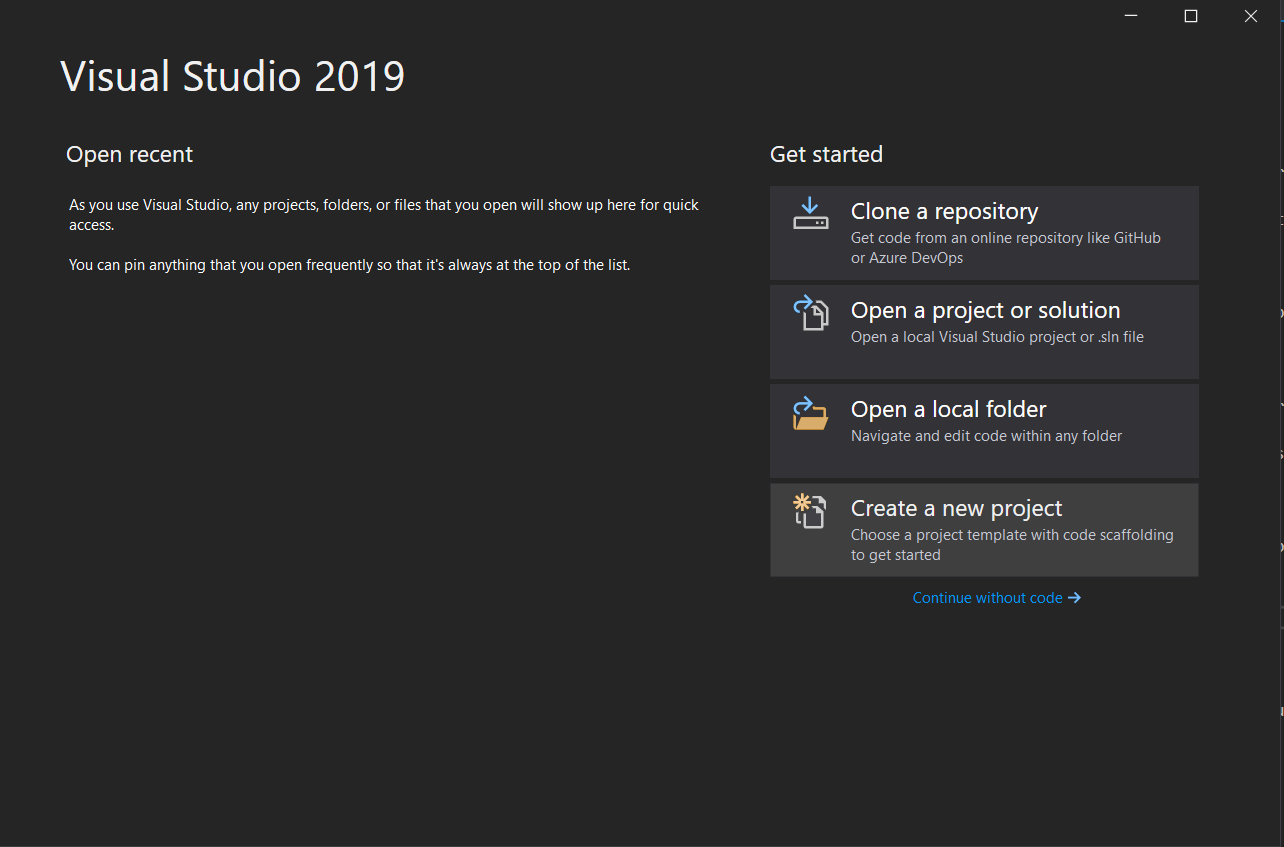 Visual Studio 2019
Open recent
As you use Visual Studio, any projects, folders, or files that you open will show up here for quick
access.
You can pin anything that you open frequently so that it's always at the top of the list.
Get started
Clone a repository
Get code from an online repository like GitHub
or Azure DevOps
Open a project or solution
Open a local Visual Studio project or .sln file
Open a local folder
Navigate and edit code within any folder
Create a new project
Choose a project template with code scaffolding
to get started
Continue without code →